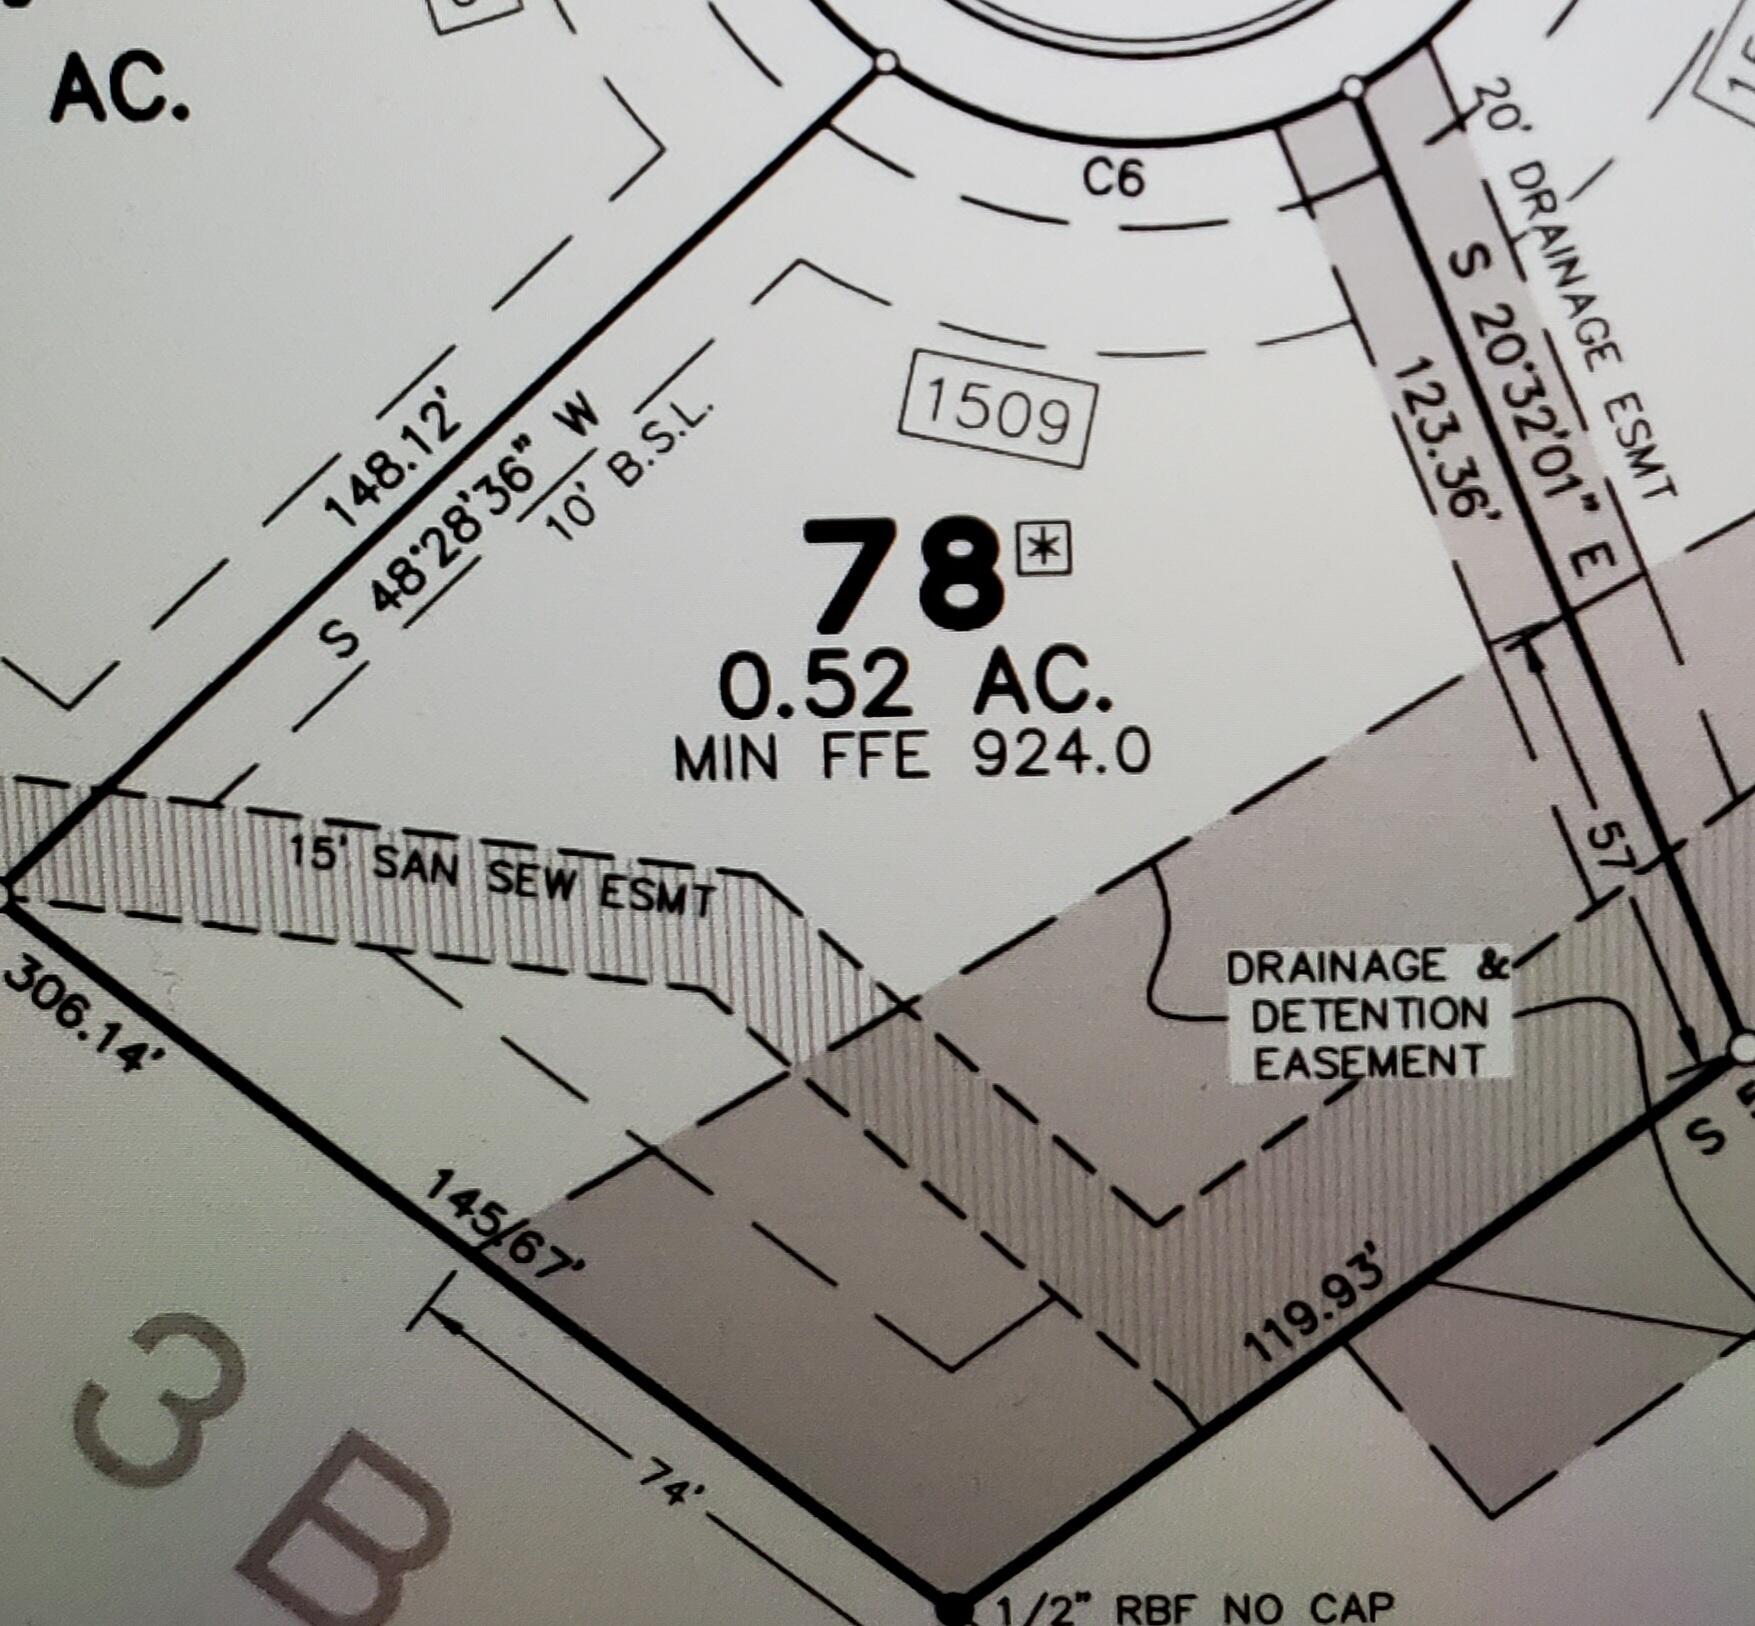 AC.
C6
20' DRAINAGE ESMT
S 20°32'01" E
123.36'
148.12'
S 48°28'36" W
10' B.S.L.
1509
78*
0.52 AC.
MIN FFE 924.0
15' SAN SEW ESMT
57'
DRAINAGE &
DETENTION
EASEMENT
306.14'
145.67'
119.93'
S
74'
3
B
1/2" RBF NO CAP